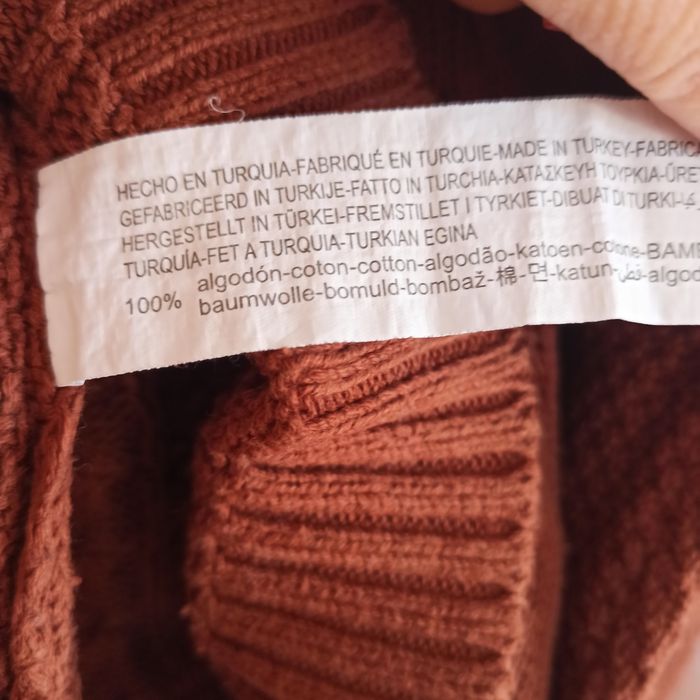 HECHO EN TURQUIA-FABRIQUÉ EN TURQUIE-MADE IN TURKEY-FABRICA
GEFABRICEERD IN TURKIJE-FATTO IN TURCHIA-ΚΑΤΑΣΚΕΥΗ ΤΟΥΡΚΙΑ-ÜRET
HERGESTELLT IN TÜRKEI-FREMSTILLET I TYRKIET-DIBUAT DI TURKI-
TURQUÍA-FET A TURQUIA-TURKIAN EGINA
algodón-coton-cotton-algodão-katoen-cotone-BAMB
100% baumwolle-bomuld-bombaž-棉-면-katun-قطن-algod